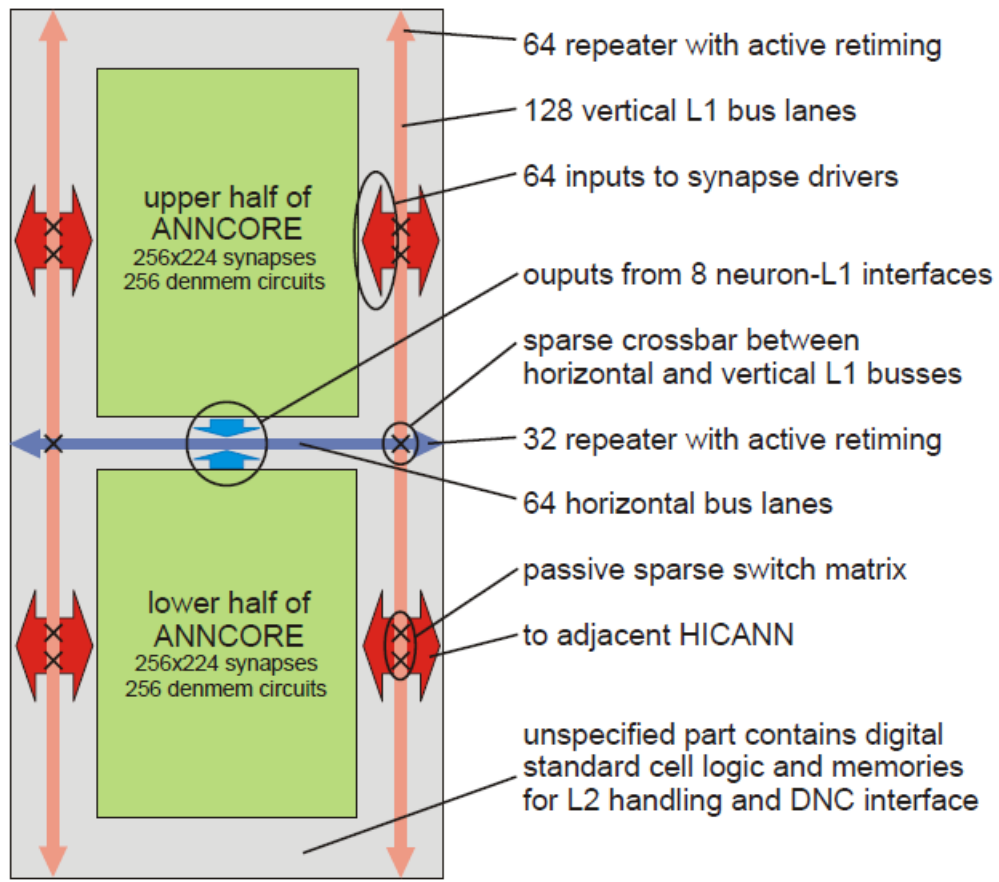 64 repeater with active retiming
128 vertical L1 bus lanes
64 inputs to synapse drivers
upper half of
ANNCORE
256x224 synapses
256 denmem circuits
ouputs from 8 neuron-L1 interfaces
sparse crossbar between
horizontal and vertical L1 busses
32 repeater with active retiming
64 horizontal bus lanes
passive sparse switch matrix
lower half of
ANNCORE
256x224 synapses
256 denmem circuits
to adjacent HICANN
unspecified part contains digital
standard cell logic and memories
for L2 handling and DNC interface